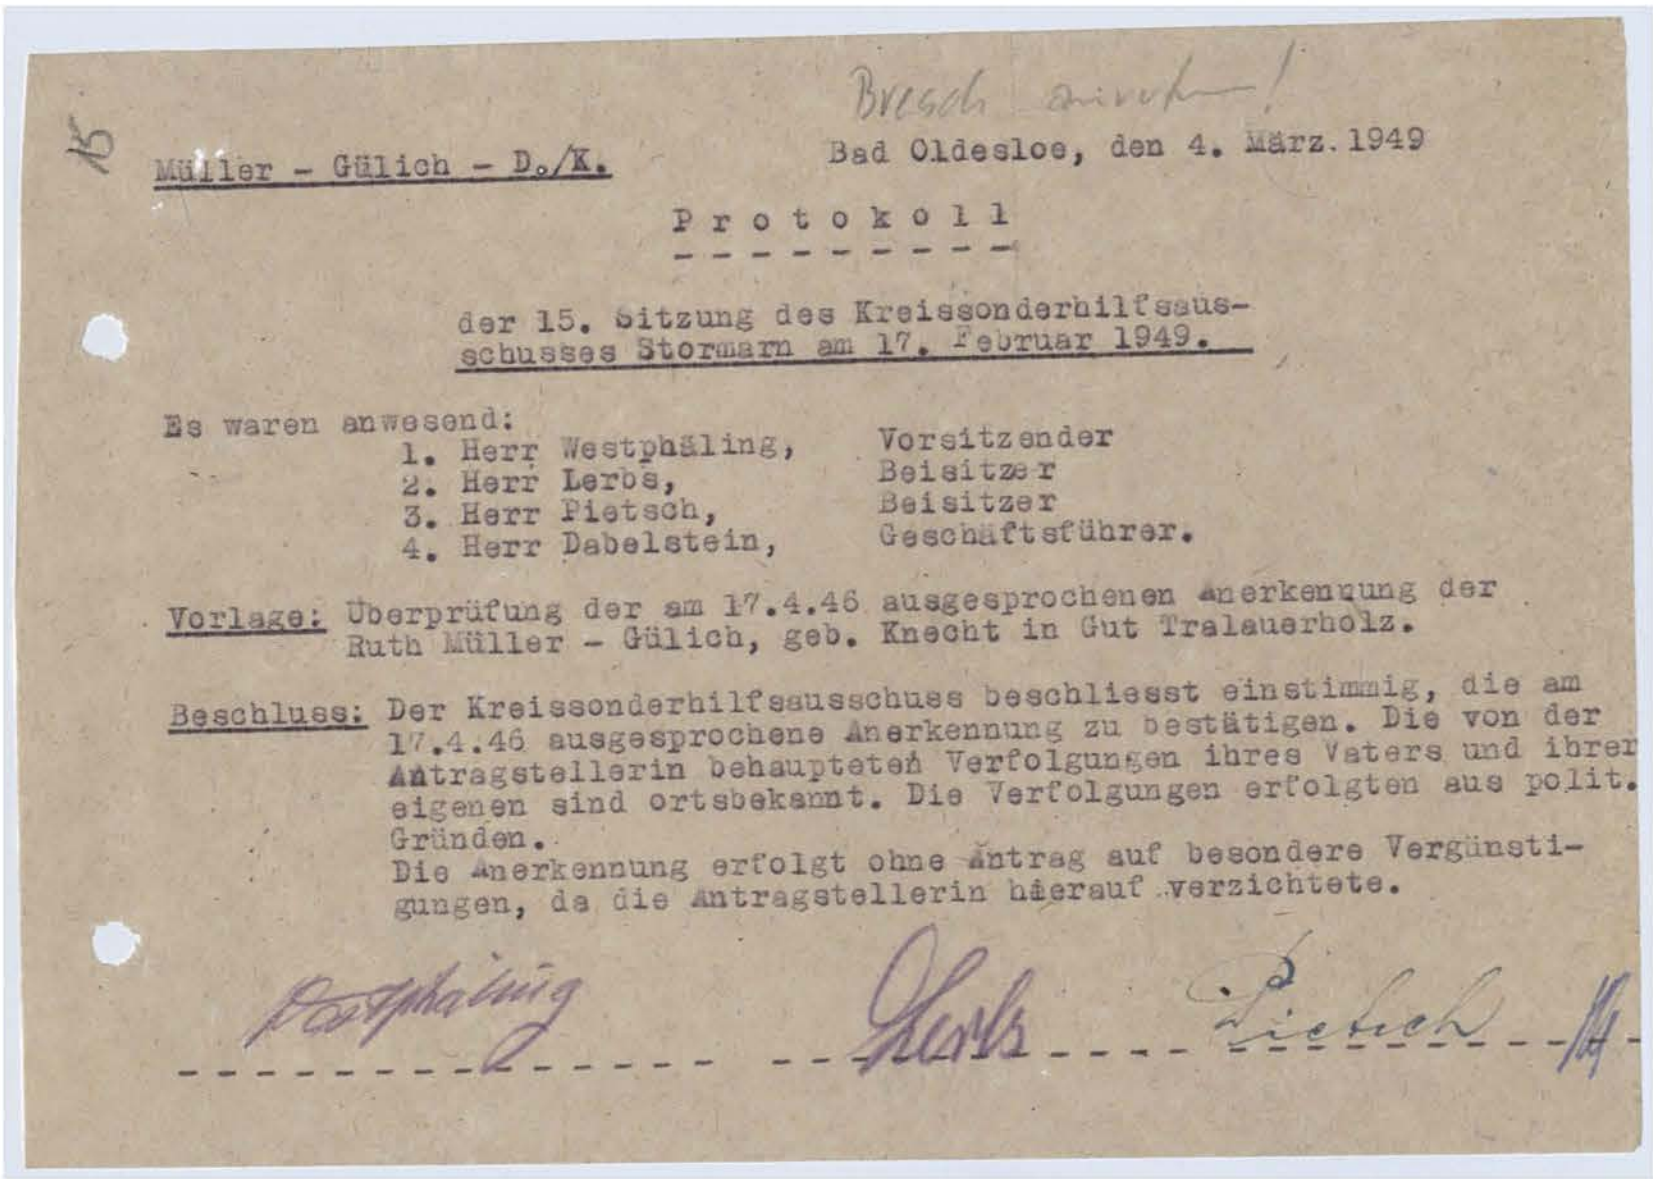 15
Bresch
Müller - Gülich - D./K.
Bad Oldesloe, den 4. März. 1949
P r o t o k o l l
- - - - - - - - -
der 15. Sitzung des Kreissonderhilfsaus-
schusses Stormarn am 17. Februar 1949.
Es waren anwesend:
1. Herr Westphäling, Vorsitzender
2. Herr Lerbs, Beisitzer
3. Herr Pietsch, Beisitzer
4. Herr Dabelstein, Geschäftsführer.
Vorlage: Überprüfung der am 17.4.46 ausgesprochenen Anerkennung der
Ruth Müller - Gülich, geb. Knecht in Gut Tralauerholz.
Beschluss: Der Kreissonderhilfsausschuss beschliesst einstimmig, die am
17.4.46 ausgesprochene Anerkennung zu bestätigen. Die von der
Antragstellerin behaupteten Verfolgungen ihres Vaters und ihrer
eigenen sind ortsbekannt. Die Verfolgungen erfolgten aus polit.
Gründen.
Die Anerkennung erfolgt ohne Antrag auf besondere Vergünsti-
gungen, da die Antragstellerin hierauf verzichtete.
Westphäling Lerbs Pietsch